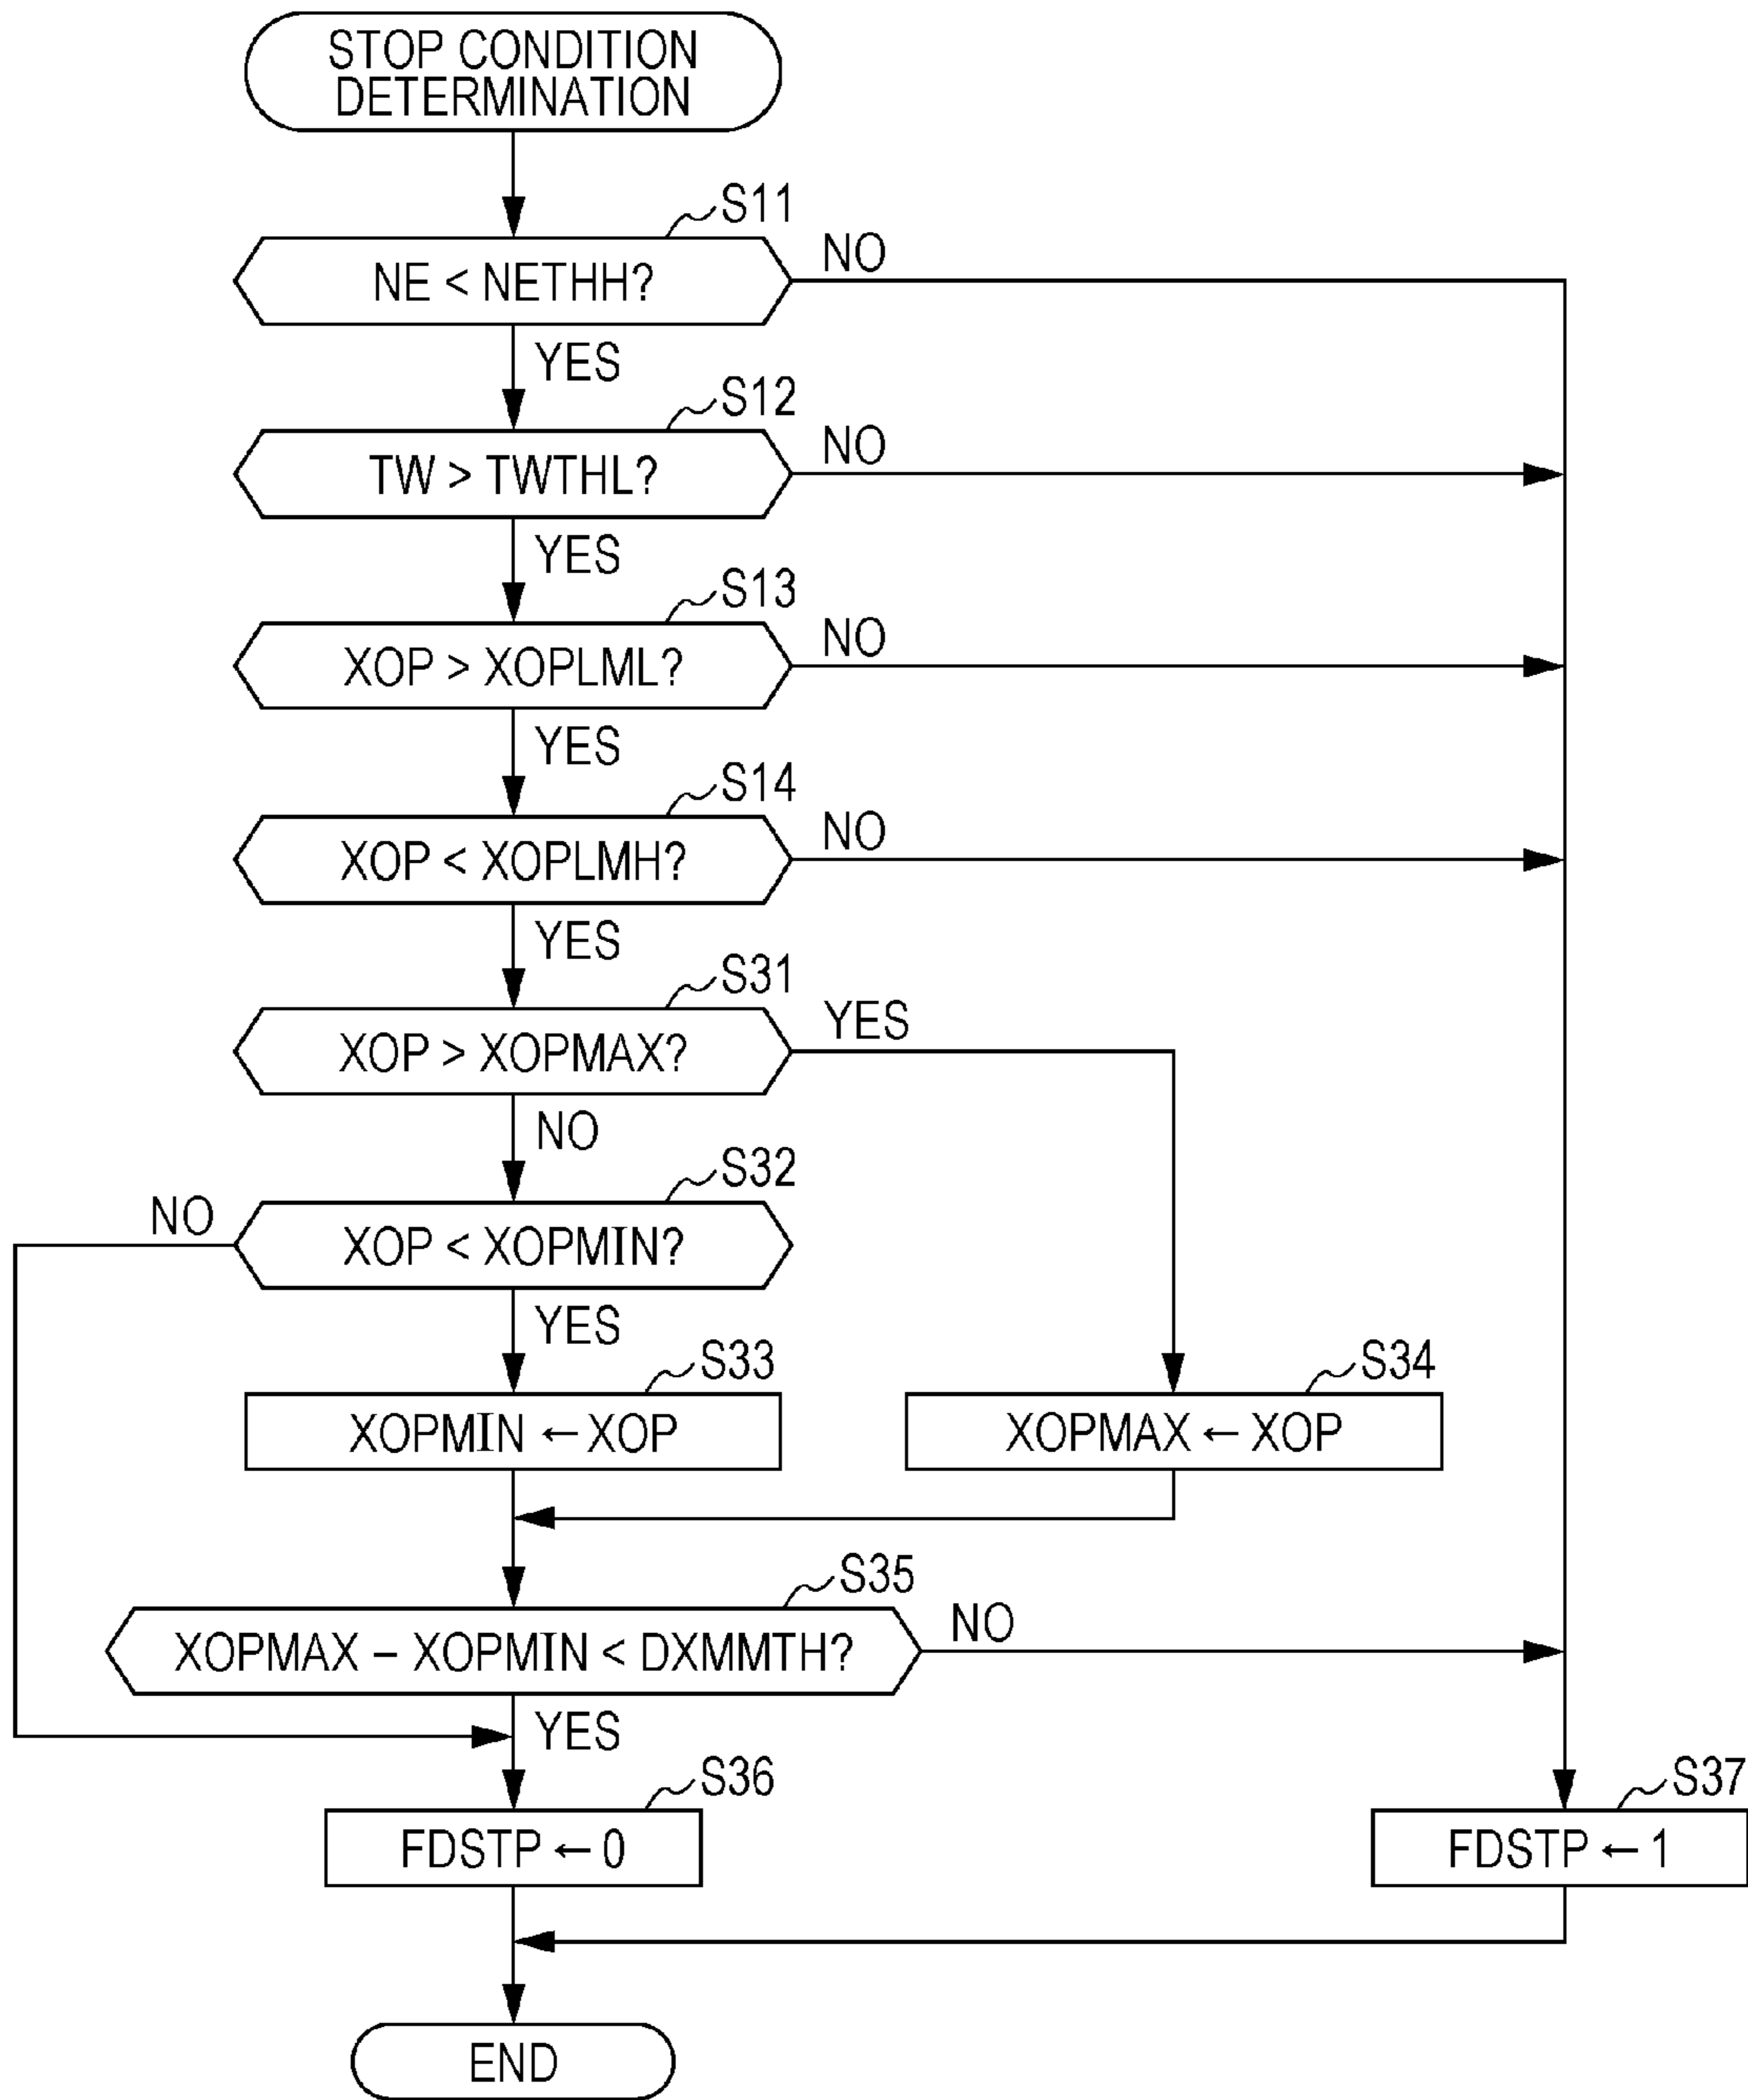 STOP CONDITION
DETERMINATION
S11
NE < NETHH?
NO
YES
S12
TW > TWTHL?
NO
YES
S13
XOP > XOPLML?
NO
YES
S14
XOP < XOPLMH?
NO
YES
S31
XOP > XOPMAX?
YES
NO
S32
NO
XOP < XOPMIN?
YES
S33
XOPMIN ← XOP
S34
XOPMAX ← XOP
S35
XOPMAX – XOPMIN < DXMMTH?
NO
YES
S36
FDSTP ← 0
S37
FDSTP ← 1
END